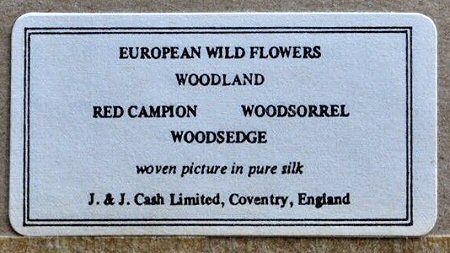 EUROPEAN WILD FLOWERS
WOODLAND
RED CAMPION WOODSORREL
WOODSEDGE
woven picture in pure silk
J. & J. Cash Limited, Coventry, England